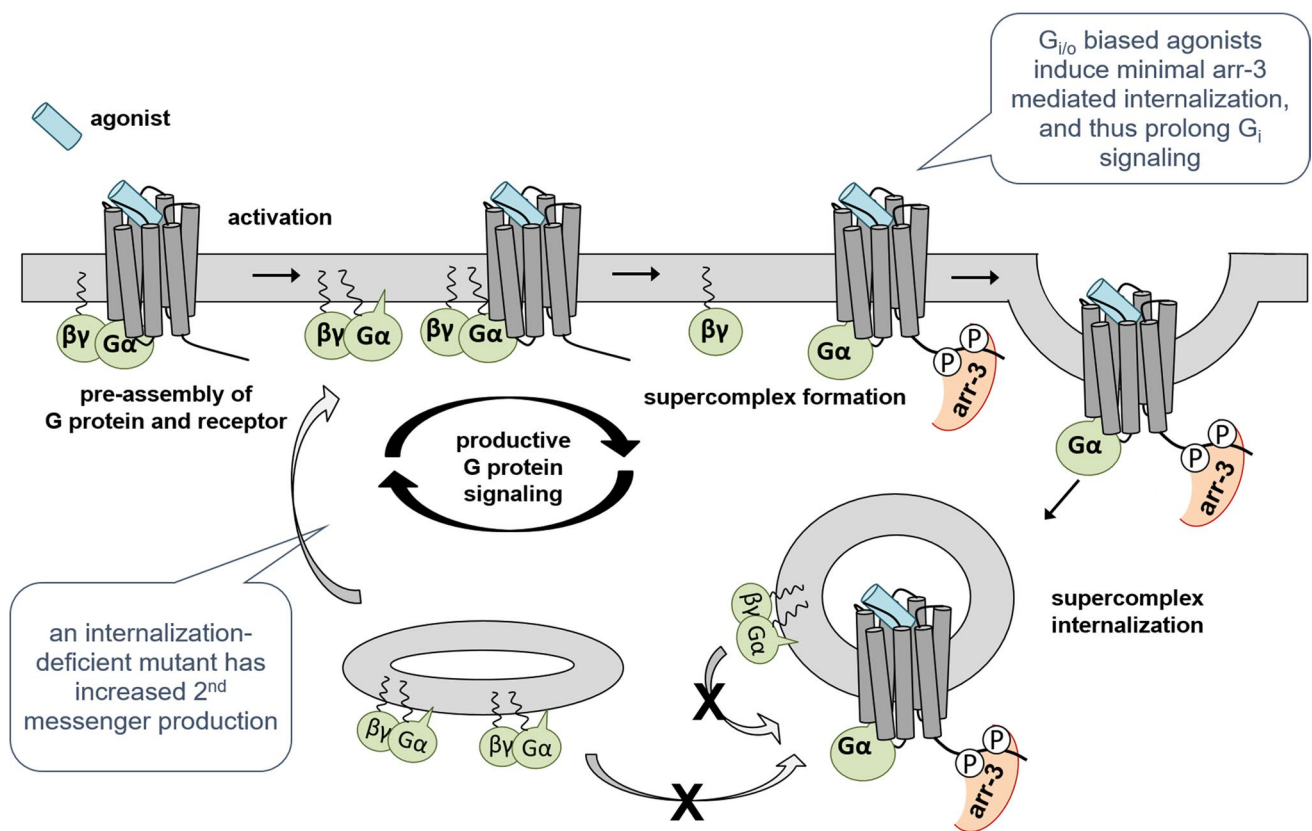 G_{i/o} biased agonists
induce minimal arr-3
mediated internalization,
and thus prolong G_i
signaling
agonist
activation
βγ
Gα
βγ
Gα
βγ
Gα
βγ
Gα
P
P
arr-3
pre-assembly of
G protein and receptor
supercomplex formation
Gα
P
P
arr-3
productive
G protein
signaling
supercomplex
internalization
βγ
Gα
an internalization-
deficient mutant has
increased 2nd
messenger production
X
βγ
Gα
βγ
Gα
Gα
P
P
arr-3
X